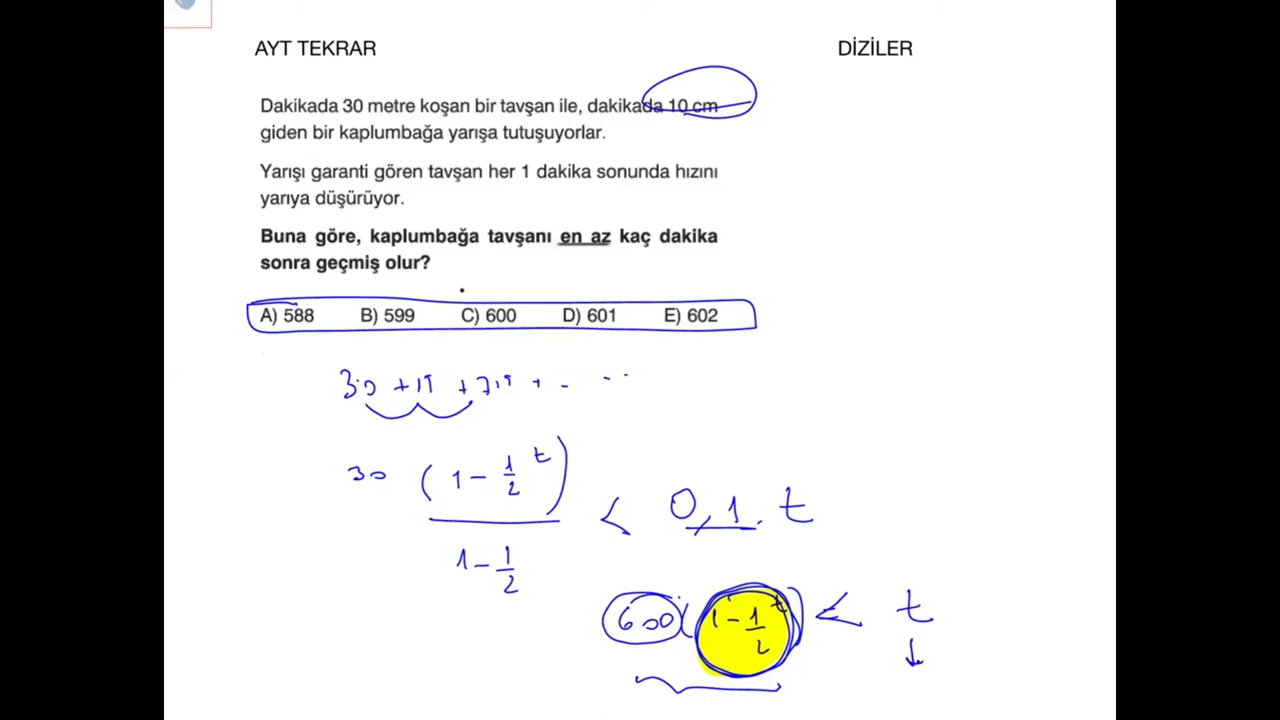 AYT TEKRAR DİZİLER
Dakikada 30 metre koşan bir tavşan ile, dakikada 10 cm
giden bir kaplumbağa yarışa tutuşuyorlar.
Yarışı garanti gören tavşan her 1 dakika sonunda hızını
yarıya düşürüyor.
Buna göre, kaplumbağa tavşanı en az kaç dakika
sonra geçmiş olur?
A) 588 B) 599 C) 600 D) 601 E) 602
30 + 15 + 7,5 + - - -
30 (1 - 1/2^t) / (1 - 1/2) < 0,1 . t
600 (1 - 1/2^t) < t